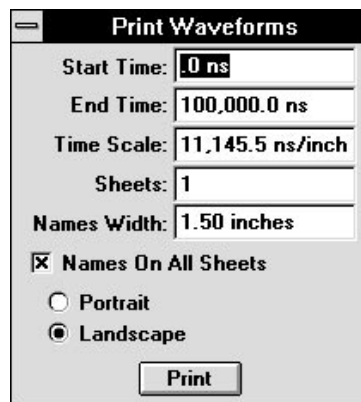 Print Waveforms
Start Time: .0 ns
End Time: 100,000.0 ns
Time Scale: 11,145.5 ns/inch
Sheets: 1
Names Width: 1.50 inches
Names On All Sheets
Portrait
Landscape
Print